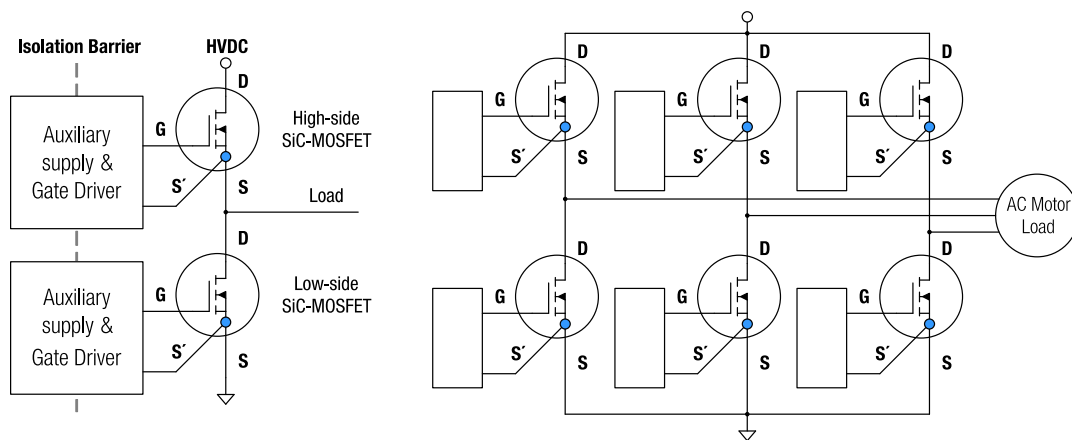 Isolation Barrier
HVDC
D
Auxiliary
supply &
Gate Driver
G
S´
S
High-side
SiC-MOSFET
Load
D
Auxiliary
supply &
Gate Driver
G
S´
S
Low-side
SiC-MOSFET
D
G
S´
S
D
G
S´
S
D
G
S´
S
AC Motor
Load
D
G
S´
S
D
G
S´
S
D
G
S´
S